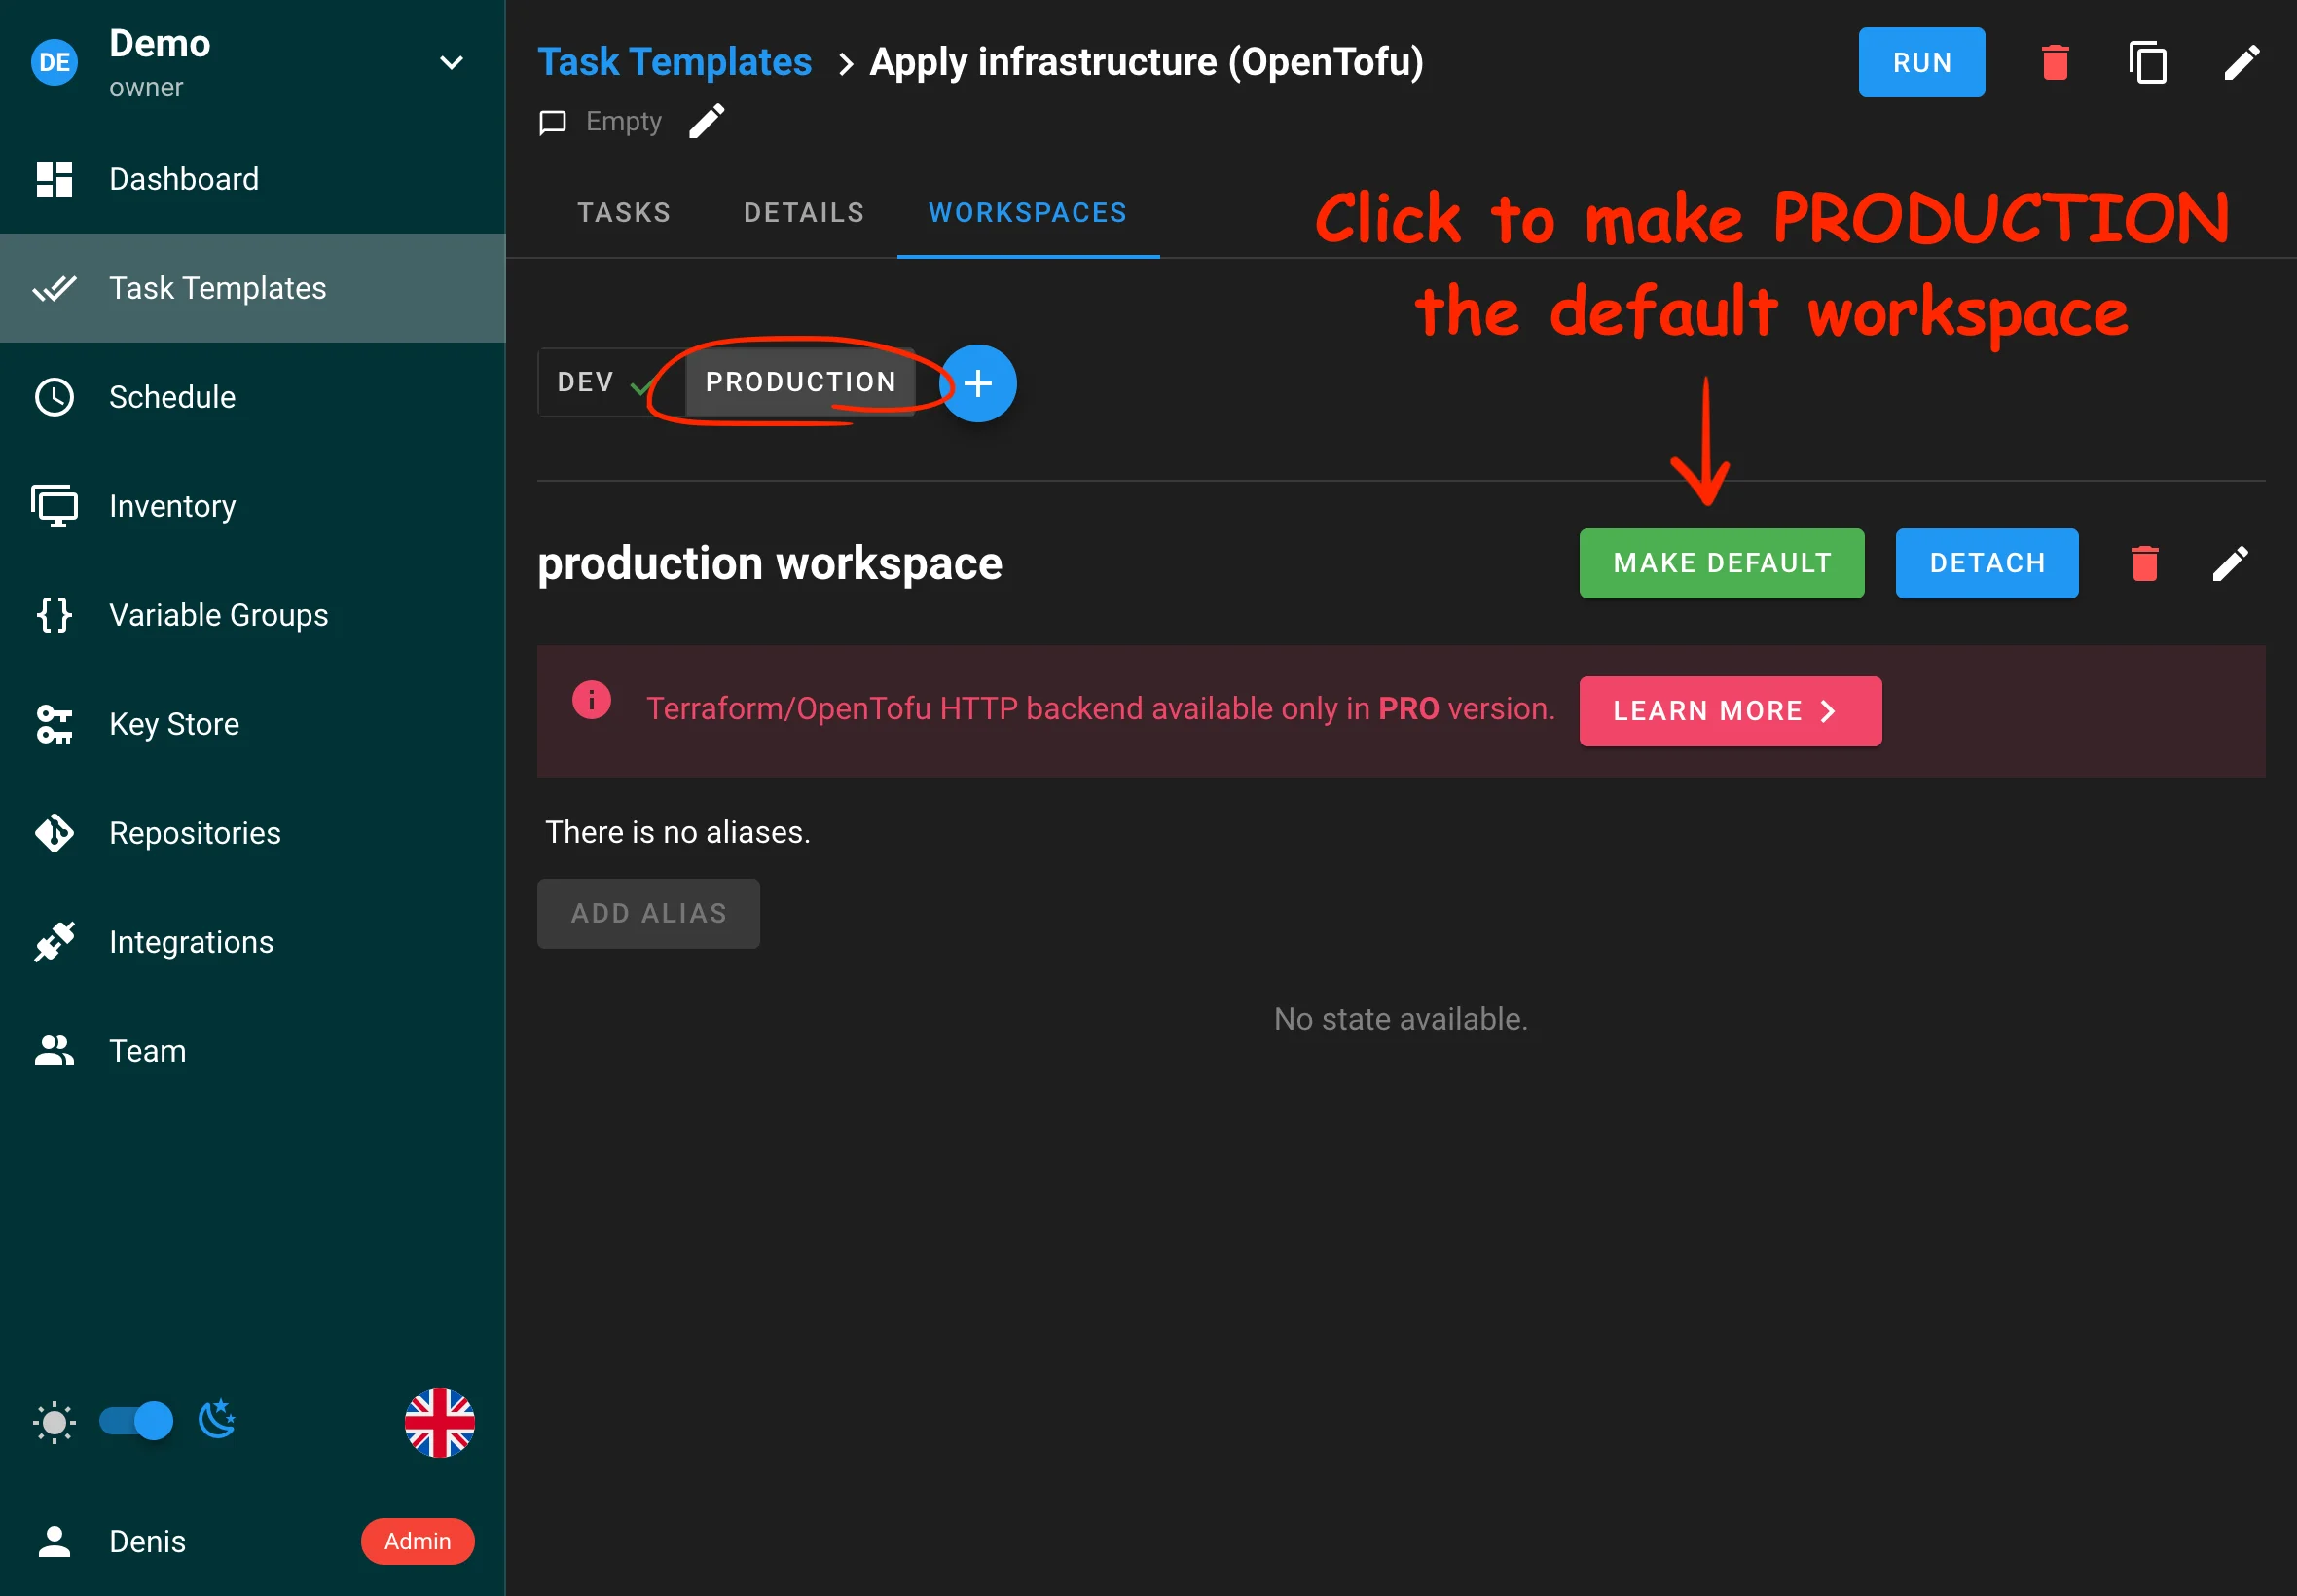 DE
Demo
owner
Dashboard
Task Templates
Schedule
Inventory
Variable Groups
Key Store
Repositories
Integrations
Team
Denis
Admin
Task Templates > Apply infrastructure (OpenTofu)
RUN
Empty
TASKS DETAILS WORKSPACES
Click to make PRODUCTION
the default workspace
DEV PRODUCTION
production workspace
MAKE DEFAULT DETACH
Terraform/OpenTofu HTTP backend available only in PRO version.
LEARN MORE
There is no aliases.
ADD ALIAS
No state available.